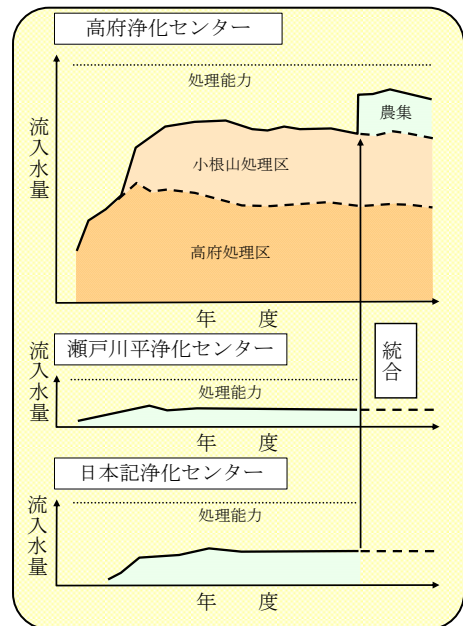 高府浄化センター
処理能力
農集
流入水量
小根山処理区
高府処理区
年　度
瀬戸川平浄化センター
流入水量
処理能力
統合
年　度
日本記浄化センター
流入水量
処理能力
年　度